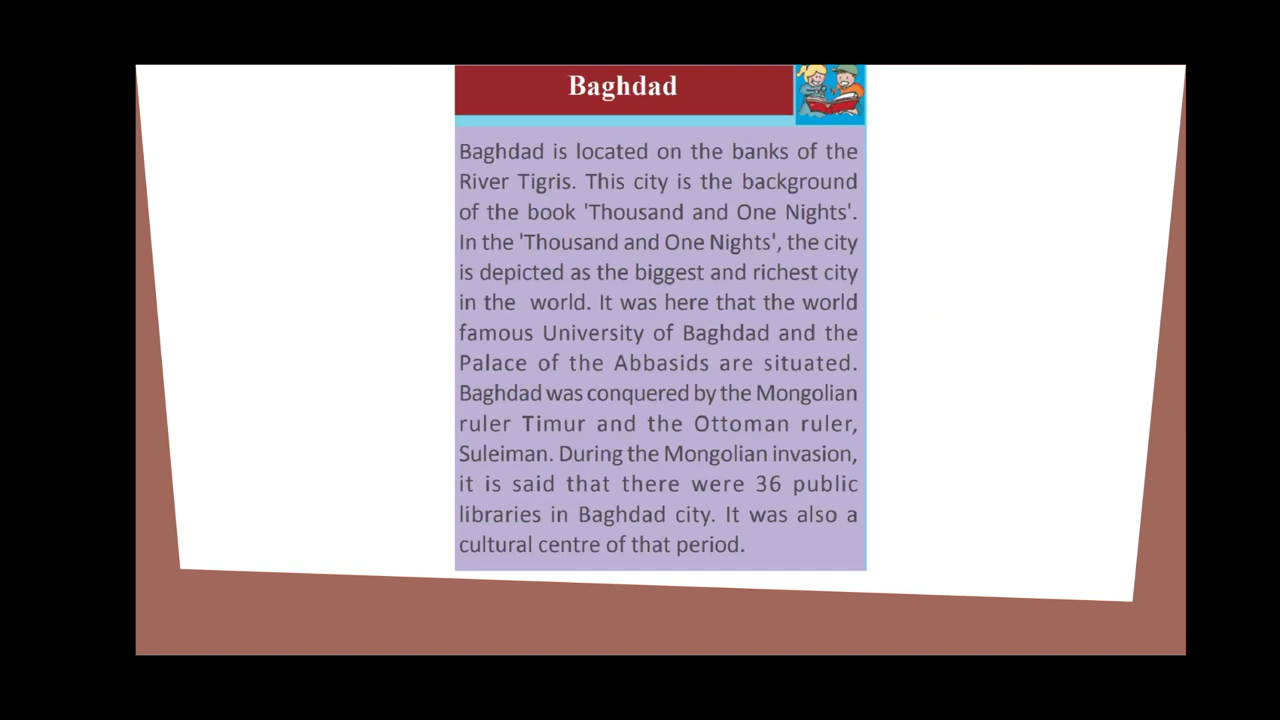 Baghdad
Baghdad is located on the banks of the
River Tigris. This city is the background
of the book 'Thousand and One Nights'.
In the 'Thousand and One Nights', the city
is depicted as the biggest and richest city
in the world. It was here that the world
famous University of Baghdad and the
Palace of the Abbasids are situated.
Baghdad was conquered by the Mongolian
ruler Timur and the Ottoman ruler,
Suleiman. During the Mongolian invasion,
it is said that there were 36 public
libraries in Baghdad city. It was also a
cultural centre of that period.